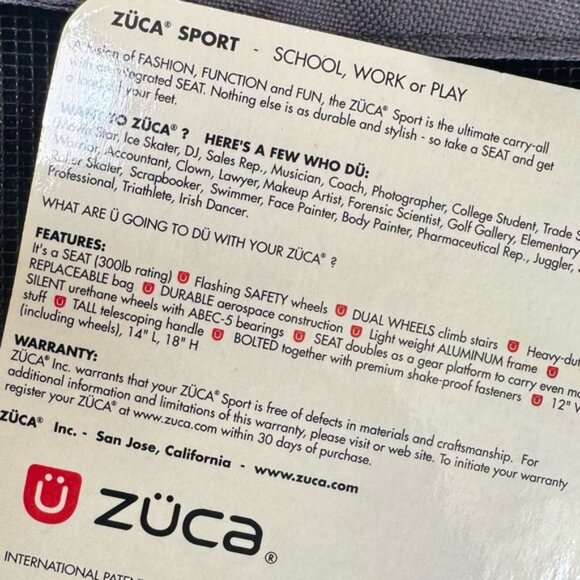 ZÜCA® SPORT - SCHOOL, WORK or PLAY
A fusion of FASHION, FUNCTION and FUN, the ZÜCA® Sport is the ultimate carry-all
with an integrated SEAT. Nothing else is as durable and stylish - so take a SEAT and get
a load off your feet.
WANT TO ZÜCA® ? HERE'S A FEW WHO DÜ:
Movie Star, Ice Skater, DJ, Sales Rep., Musician, Coach, Photographer, College Student, Trade S
Warrior, Accountant, Clown, Lawyer, Makeup Artist, Forensic Scientist, Golf Gallery, Elementary
Roller Skater, Scrapbooker, Swimmer, Face Painter, Body Painter, Pharmaceutical Rep., Juggler,
Professional, Triathlete, Irish Dancer.
WHAT ARE Ü GOING TO DÜ WITH YOUR ZÜCA® ?
FEATURES:
It's a SEAT (300lb rating) Ü Flashing SAFETY wheels Ü DUAL WHEELS climb stairs Ü Heavy-dut
REPLACEABLE bag Ü DURABLE aerospace construction Ü Light weight ALUMINUM frame Ü
SILENT urethane wheels with ABEC-5 bearings Ü SEAT doubles as a gear platform to carry even mo
stuff Ü TALL telescoping handle Ü BOLTED together with premium shake-proof fasteners Ü 12" W
(including wheels), 14" L, 18" H
WARRANTY:
ZÜCA® Inc. warrants that your ZÜCA® Sport is free of defects in materials and craftsmanship. For
additional information and limitations of this warranty, please visit or web site. To initiate your warranty
register your ZÜCA® at www.zuca.com within 30 days of purchase.
ZÜCA® Inc. - San Jose, California - www.zuca.com
Ü ZÜCA®
INTERNATIONAL PATEN